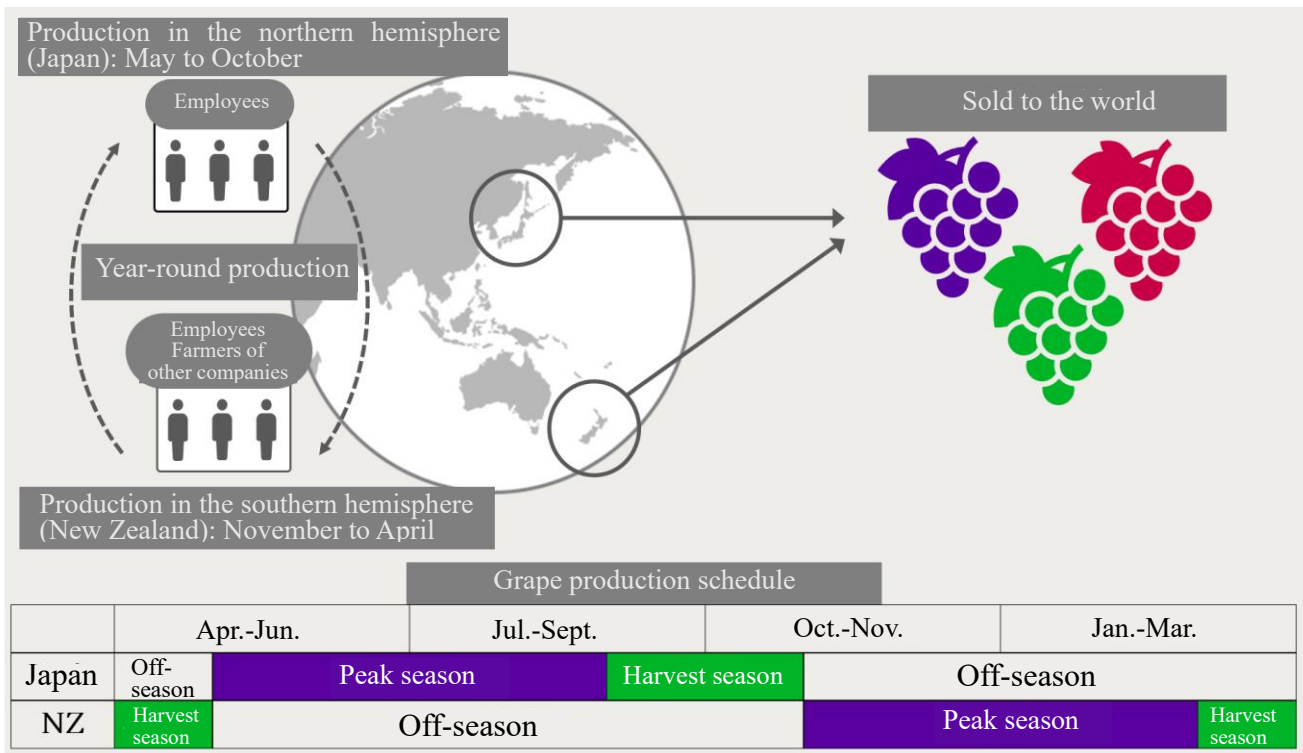 Production in the northern hemisphere
(Japan): May to October
Employees
Sold to the world
Year-round production
Employees
Farmers of
other companies
Production in the southern hemisphere
(New Zealand): November to April
Grape production schedule
Apr.-Jun. Jul.-Sept. Oct.-Nov. Jan.-Mar.
Japan Off-season Peak season Harvest season Off-season
NZ Harvest season Off-season Peak season Harvest season